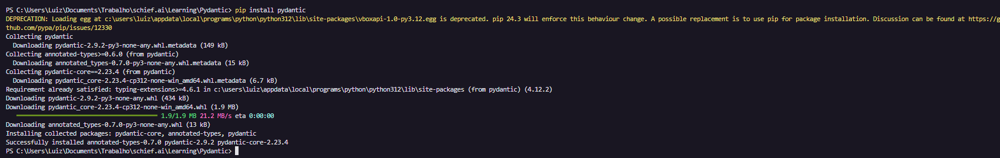 PS C:\Users\Luiz\Documents\Trabalho\schief.ai\Learning\Pydantic> pip install pydantic
DEPRECATION: Loading egg at c:\users\luiz\appdata\local\programs\python\python312\lib\site-packages\vboxapi-1.0-py3.12.egg is deprecated. pip 24.3 will enforce this behaviour change. A possible replacement is to use pip for package installation. Discussion can be found at https://g
thub.com/pypa/pip/issues/12330
Collecting pydantic
  Downloading pydantic-2.9.2-py3-none-any.whl.metadata (149 kB)
Collecting annotated-types>=0.6.0 (from pydantic)
  Downloading annotated_types-0.7.0-py3-none-any.whl.metadata (15 kB)
Collecting pydantic-core==2.23.4 (from pydantic)
  Downloading pydantic_core-2.23.4-cp312-none-win_amd64.whl.metadata (6.7 kB)
Requirement already satisfied: typing-extensions>=4.6.1 in c:\users\luiz\appdata\local\programs\python\python312\lib\site-packages (from pydantic) (4.12.2)
Downloading pydantic-2.9.2-py3-none-any.whl (434 kB)
Downloading pydantic_core-2.23.4-cp312-none-win_amd64.whl (1.9 MB)
1.9/1.9 MB 21.2 MB/s eta 0:00:00
Downloading annotated_types-0.7.0-py3-none-any.whl (13 kB)
Installing collected packages: pydantic-core, annotated-types, pydantic
Successfully installed annotated-types-0.7.0 pydantic-2.9.2 pydantic-core-2.23.4
PS C:\Users\Luiz\Documents\Trabalho\schief.ai\Learning\Pydantic>